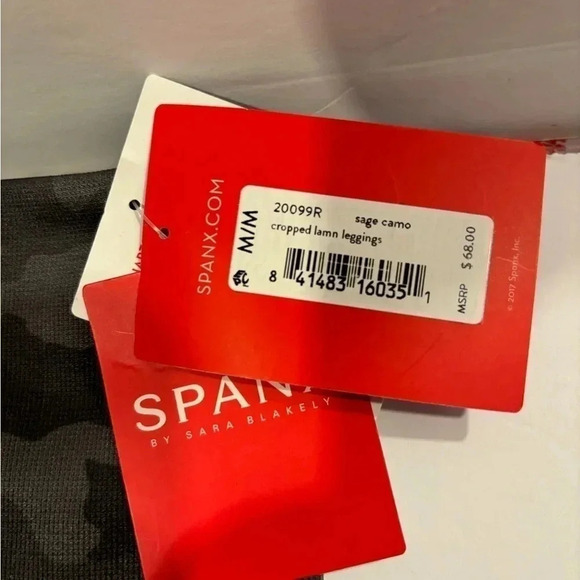 SPANX.COM
M/M
20099R sage camo
cropped lamn leggings
8 41483 16035 1
MSRP $ 68.00
© 2017 Spanx, Inc.
SPANX
BY SARA BLAKELY